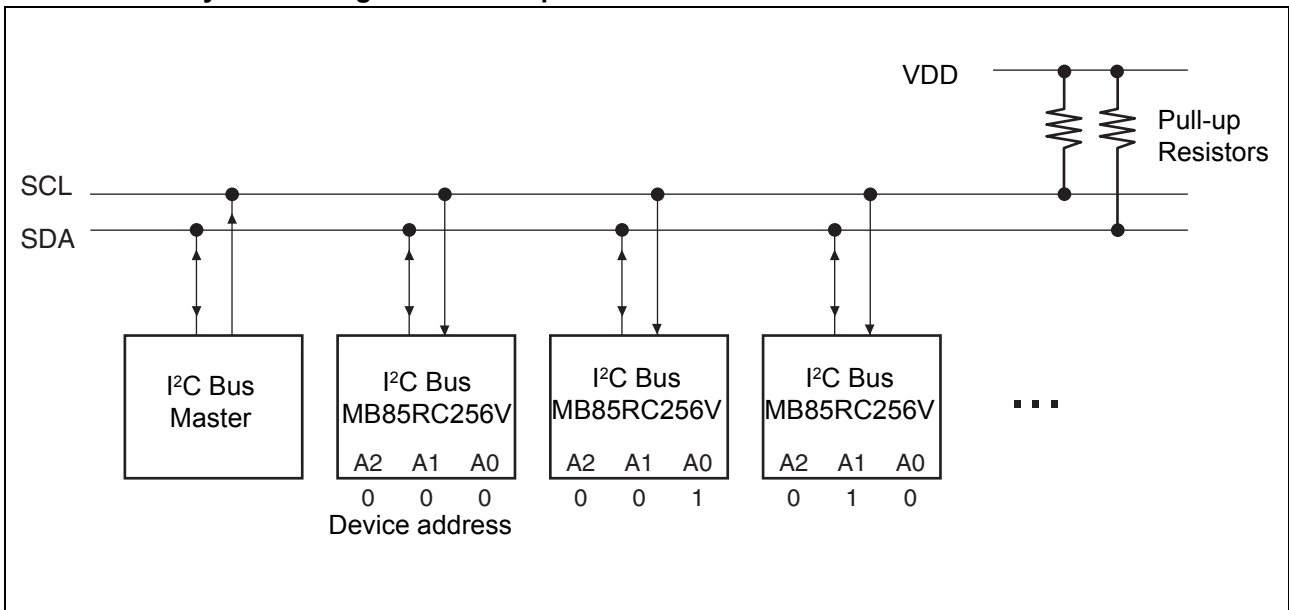 VDD
Pull-up
Resistors
SCL
SDA
I²C Bus
Master
I²C Bus
MB85RC256V
A2 A1 A0
0 0 0
Device address
I²C Bus
MB85RC256V
A2 A1 A0
0 0 1
I²C Bus
MB85RC256V
A2 A1 A0
0 1 0
...